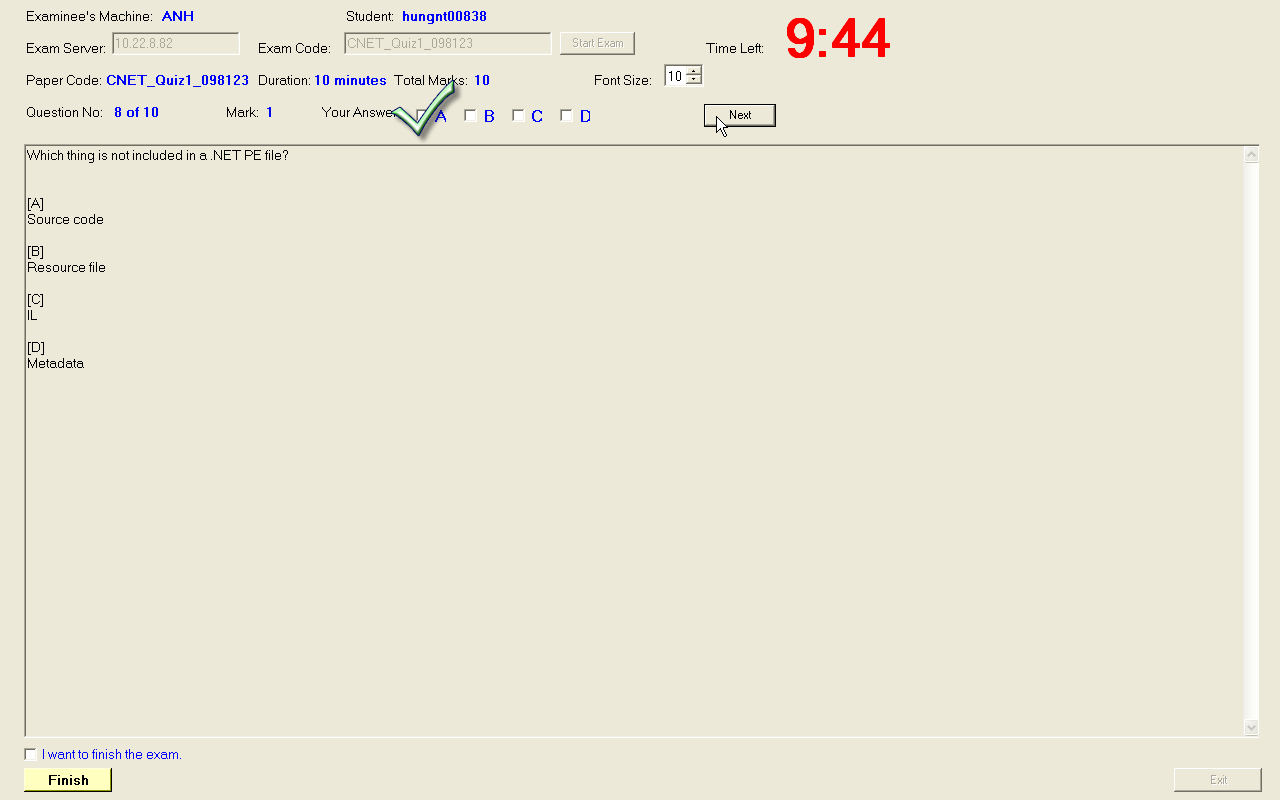 Examinee's Machine: ANH Student: hungnt00838
Exam Server: 10.22.8.82 Exam Code: CNET_Quiz1_098123 Start Exam Time Left: 9:44
Paper Code: CNET_Quiz1_098123 Duration: 10 minutes Total Marks: 10 Font Size: 10
Question No: 8 of 10 Mark: 1 Your Answer A B C D Next
Which thing is not included in a .NET PE file?
[A]
Source code
[B]
Resource file
[C]
IL
[D]
Metadata
I want to finish the exam.
Finish Exit